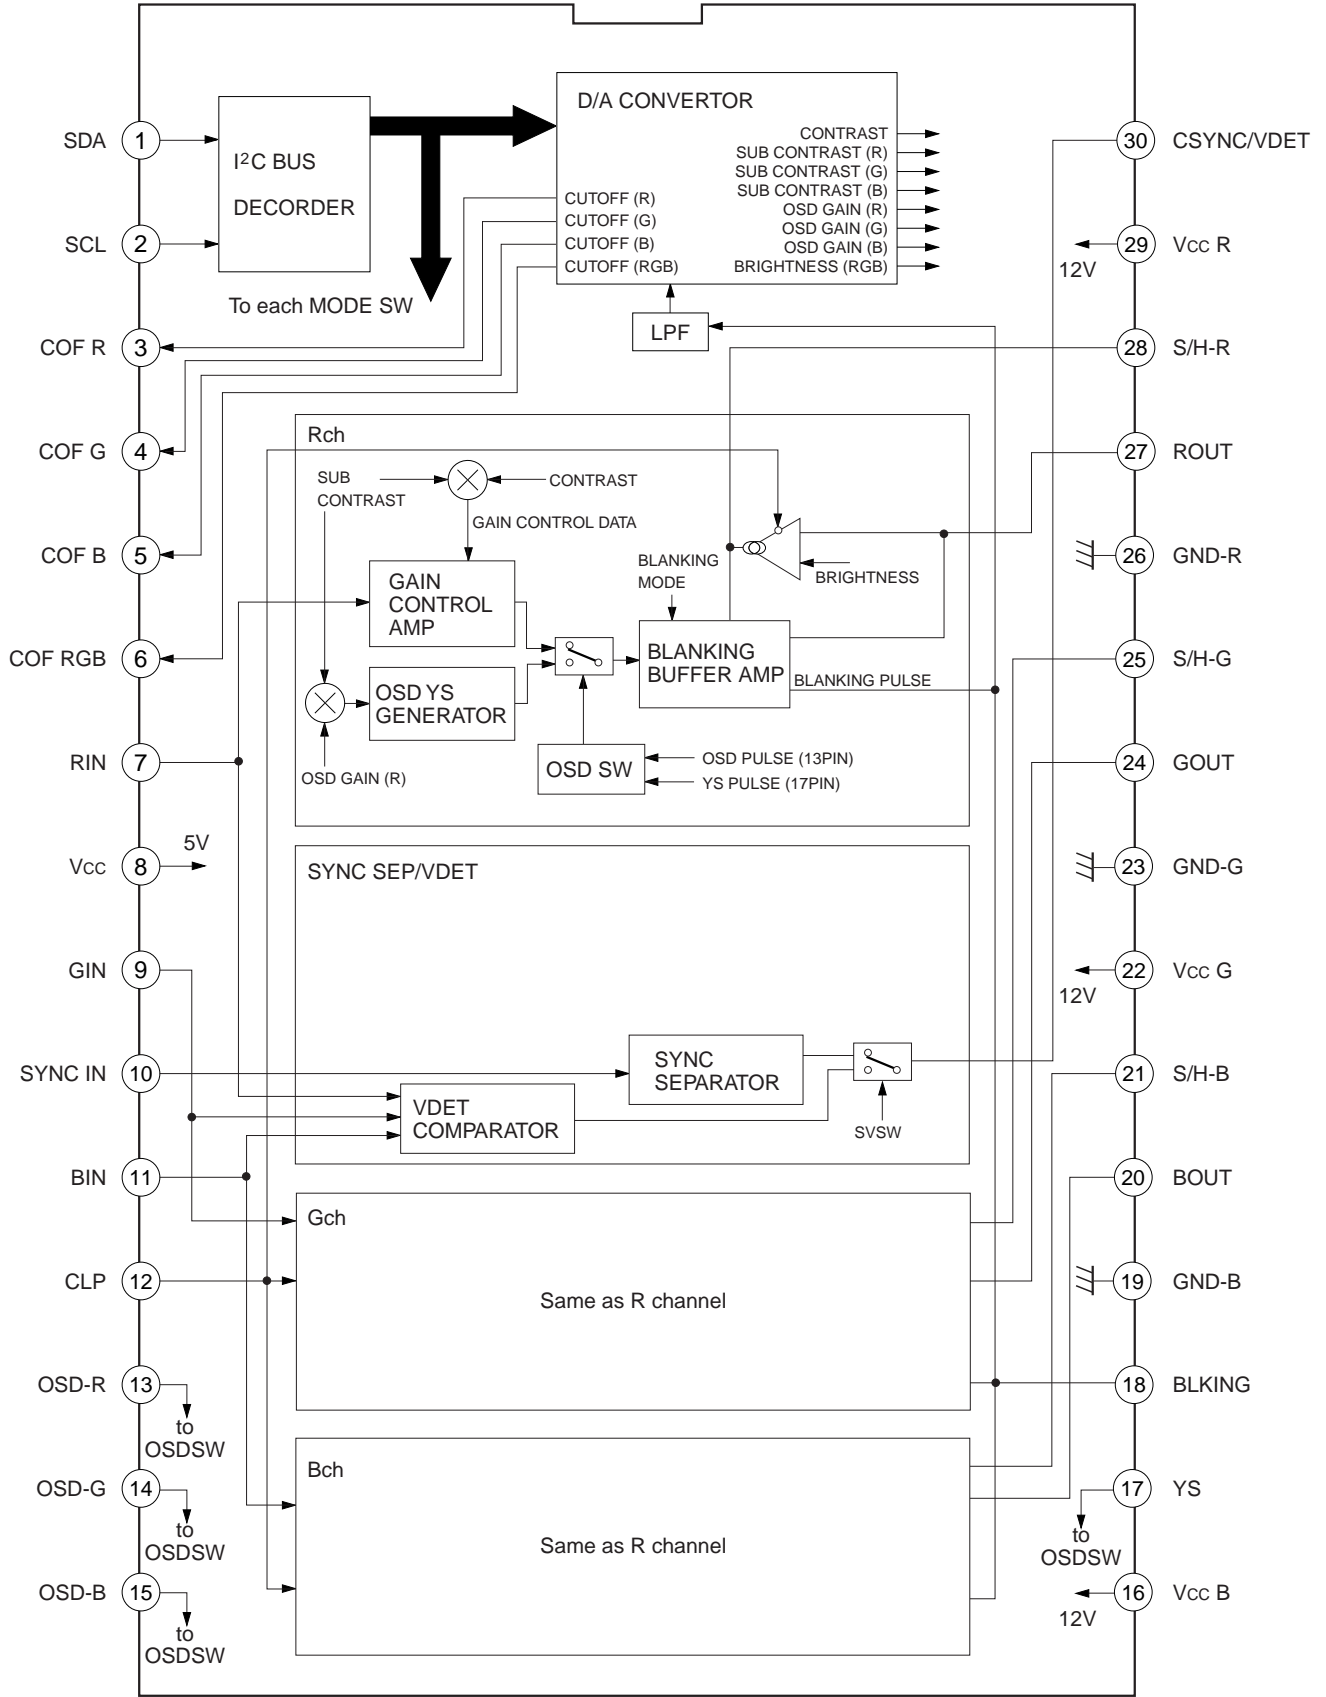 SDA 1
SCL 2
COF R 3
COF G 4
COF B 5
COF RGB 6
RIN 7
Vcc 8
5V
GIN 9
SYNC IN 10
BIN 11
CLP 12
OSD-R 13
to
OSDSW
OSD-G 14
to
OSDSW
OSD-B 15
to
OSDSW
I²C BUS
DECORDER
To each MODE SW
D/A CONVERTOR
CUTOFF (R)
CUTOFF (G)
CUTOFF (B)
CUTOFF (RGB)
CONTRAST
SUB CONTRAST (R)
SUB CONTRAST (G)
SUB CONTRAST (B)
OSD GAIN (R)
OSD GAIN (G)
OSD GAIN (B)
BRIGHTNESS (RGB)
LPF
Rch
SUB
CONTRAST
CONTRAST
GAIN CONTROL DATA
GAIN
CONTROL
AMP
BLANKING
MODE
BRIGHTNESS
BLANKING
BUFFER AMP
BLANKING PULSE
OSD YS
GENERATOR
OSD GAIN (R)
OSD SW
OSD PULSE (13PIN)
YS PULSE (17PIN)
SYNC SEP/VDET
SYNC
SEPARATOR
VDET
COMPARATOR
SVSW
Gch
Same as R channel
Bch
Same as R channel
30 CSYNC/VDET
29 Vcc R
12V
28 S/H-R
27 ROUT
26 GND-R
25 S/H-G
24 GOUT
23 GND-G
22 Vcc G
12V
21 S/H-B
20 BOUT
19 GND-B
18 BLKING
17 YS
to
OSDSW
16 Vcc B
12V